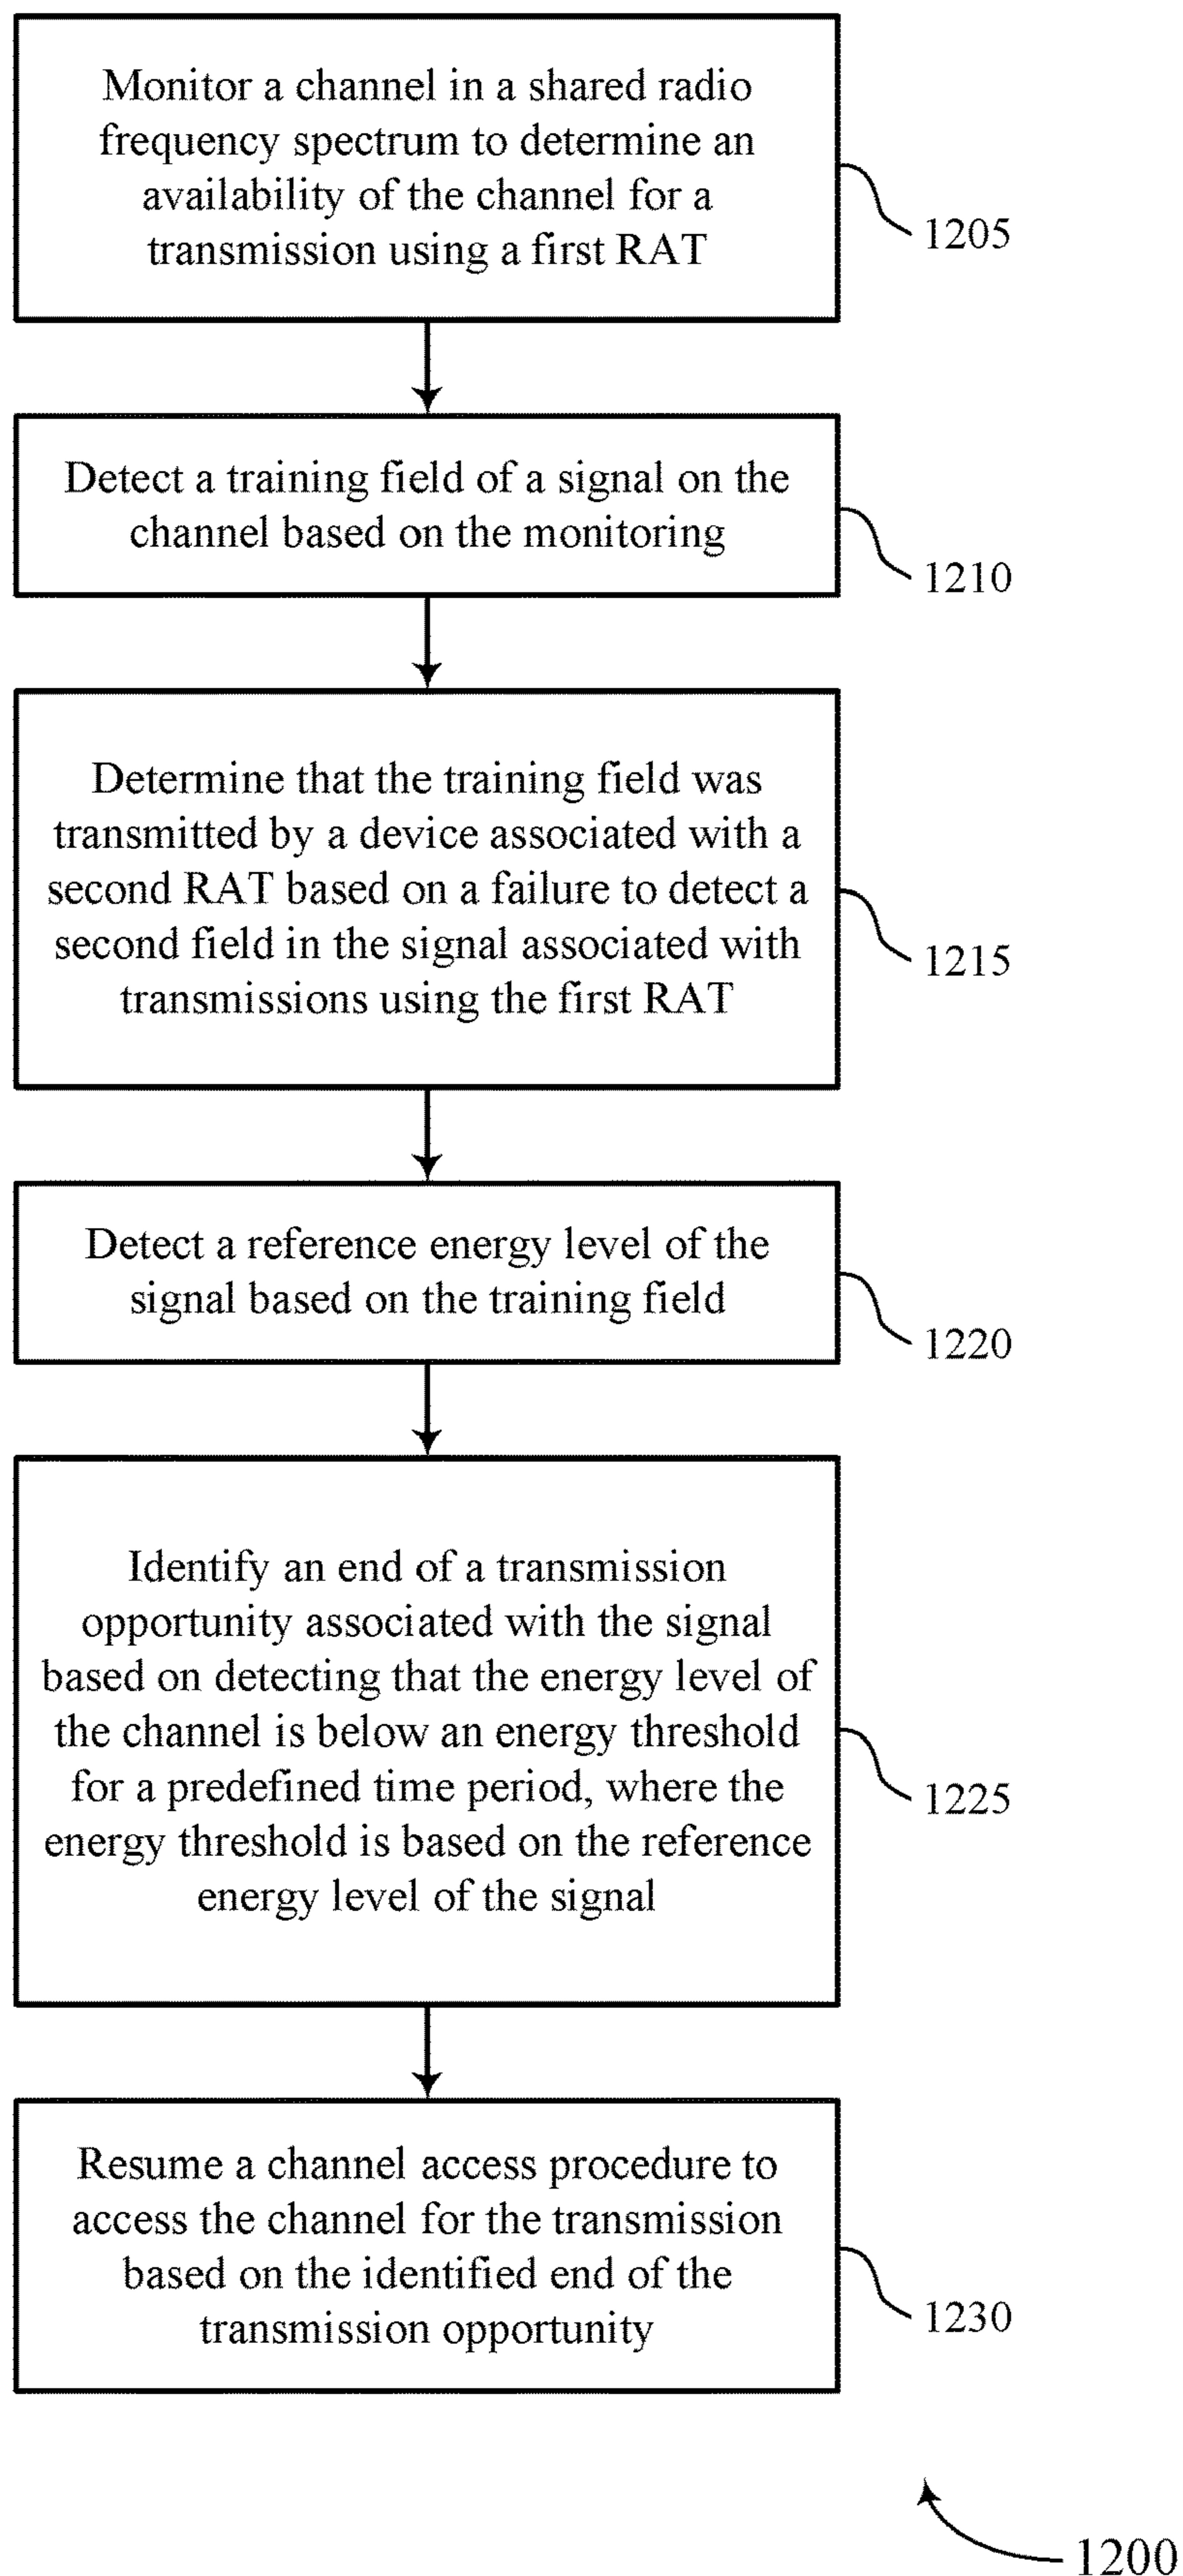 Monitor a channel in a shared radio
frequency spectrum to determine an
availability of the channel for a
transmission using a first RAT
1205
Detect a training field of a signal on the
channel based on the monitoring
1210
Determine that the training field was
transmitted by a device associated with a
second RAT based on a failure to detect a
second field in the signal associated with
transmissions using the first RAT
1215
Detect a reference energy level of the
signal based on the training field
1220
Identify an end of a transmission
opportunity associated with the signal
based on detecting that the energy level of
the channel is below an energy threshold
for a predefined time period, where the
energy threshold is based on the reference
energy level of the signal
1225
Resume a channel access procedure to
access the channel for the transmission
based on the identified end of the
transmission opportunity
1230
1200